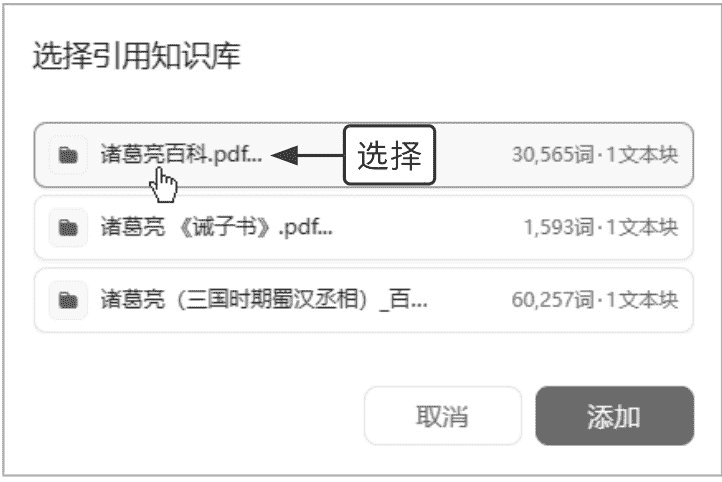 选择引用知识库
诸葛亮百科.pdf... 选择 30,565词·1文本块
诸葛亮 《诫子书》.pdf... 1,593词·1文本块
诸葛亮（三国时期蜀汉丞相）_百... 60,257词·1文本块
取消 添加